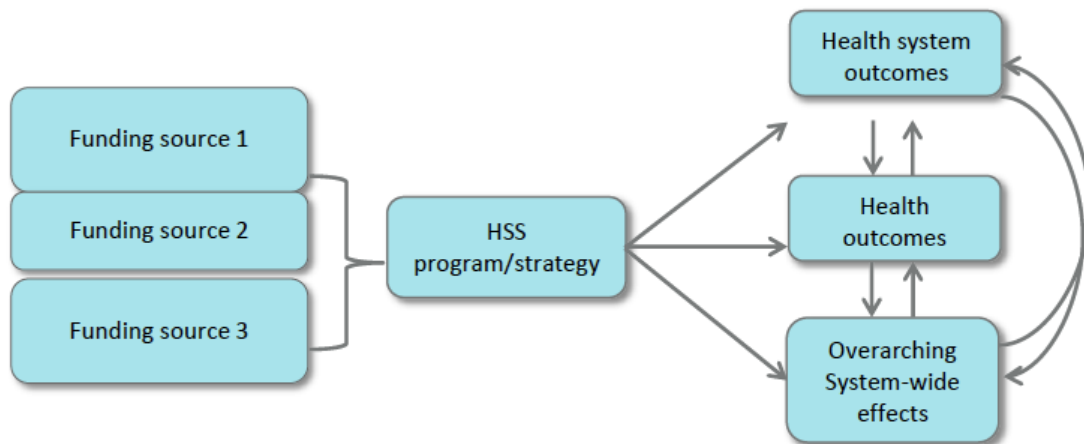 Health system
outcomes
Funding source 1
Funding source 2
HSS
program/strategy
Health
outcomes
Funding source 3
Overarching
System-wide
effects